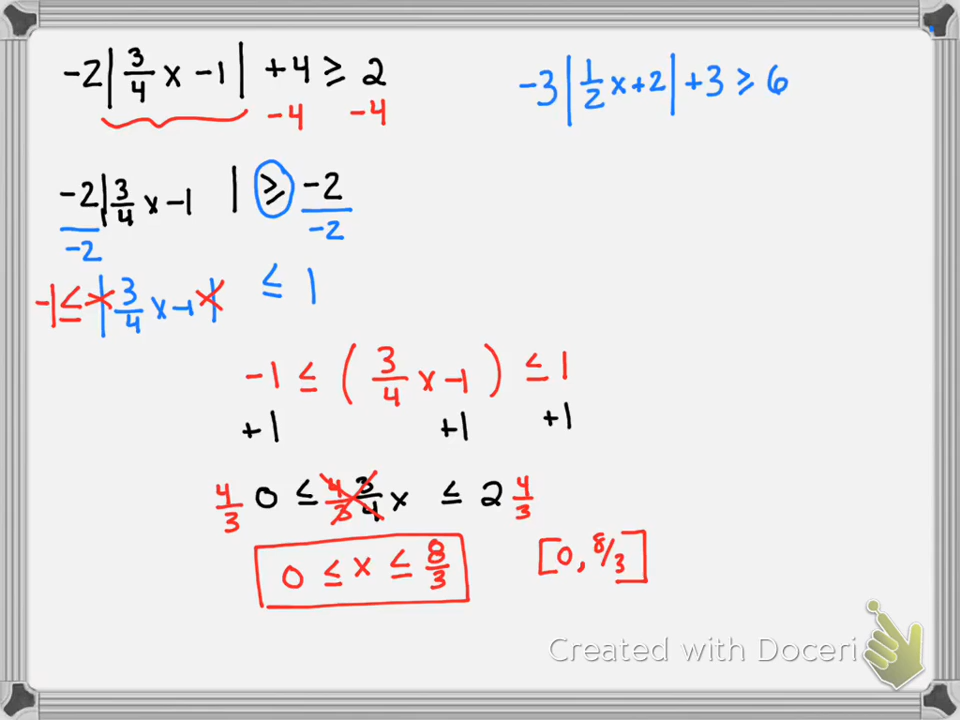 -2|3/4 x -1| +4 ≥ 2
-3|1/2 x+2| +3 ≥ 6
-4 -4
-2|3/4 x -1 | ≥ -2
-2 -2
-1 ≤ |3/4 x -1| ≤ 1
-1 ≤ (3/4 x -1) ≤ 1
+1 +1 +1
4/3 0 ≤ 4/3 3/4 x ≤ 2 4/3
0 ≤ x ≤ 8/3
[0, 8/3]
Created with Doceri